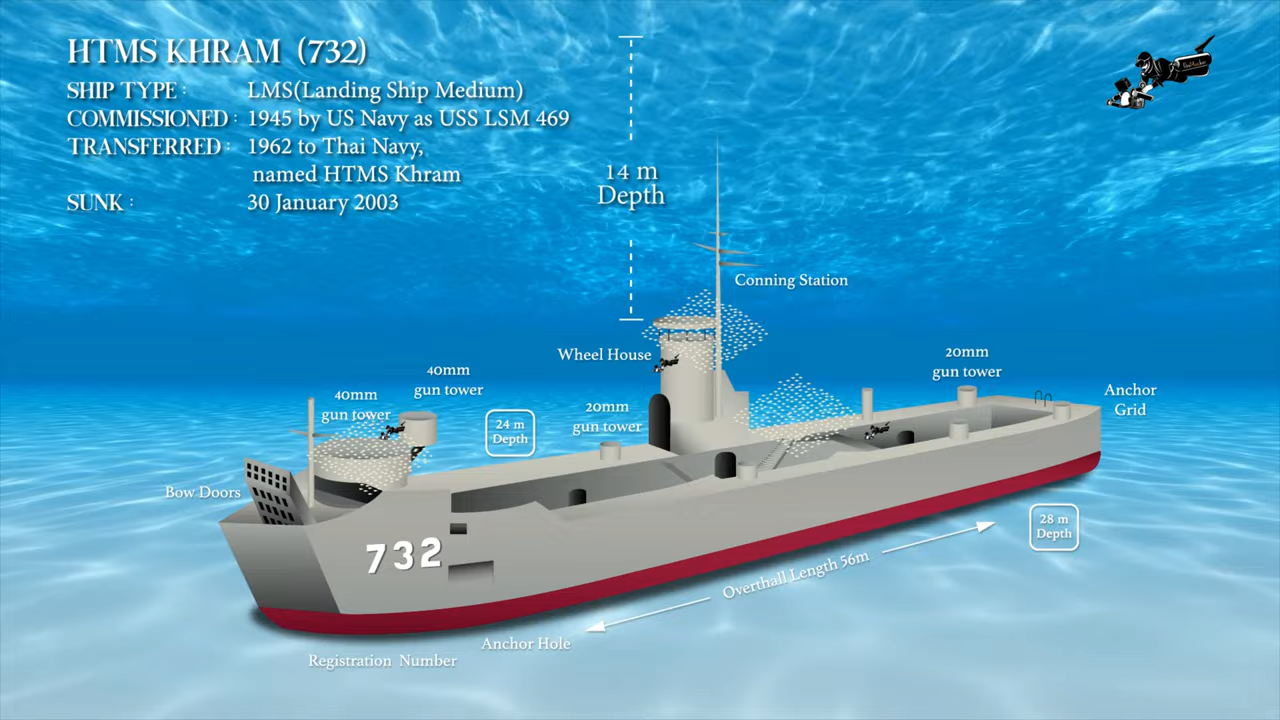 HTMS KHRAM (732)
SHIP TYPE : LMS(Landing Ship Medium)
COMMISSIONED : 1945 by US Navy as USS LSM 469
TRANSFERRED : 1962 to Thai Navy,
named HTMS Khram
SUNK : 30 January 2003
14 m
Depth
Conning Station
Wheel House
40mm
gun tower
40mm
gun tower
24 m
Depth
20mm
gun tower
20mm
gun tower
Anchor
Grid
Bow Doors
732
28 m
Depth
Overthall Length 56m
Anchor Hole
Registration Number